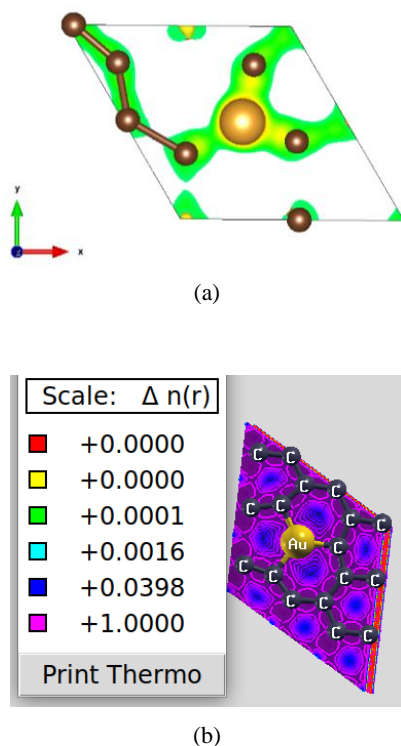 y
z x
(a)
Scale: Δ n(r)
+0.0000
+0.0000
+0.0001
+0.0016
+0.0398
+1.0000
Print Thermo
C C
C C
C C
C C
Au C
C C
C C
C C
C C
(b)